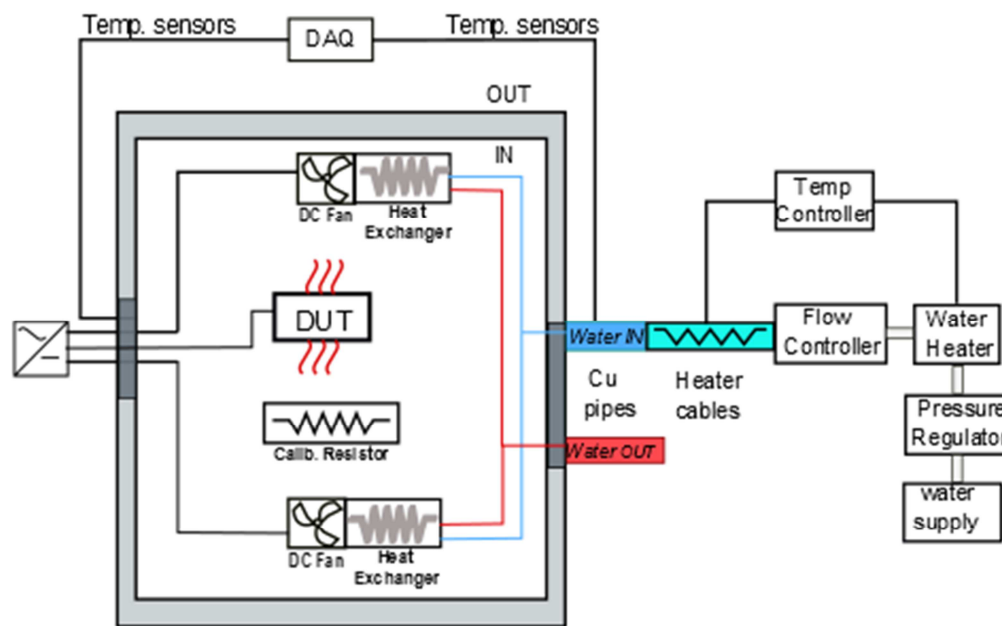 Temp. sensors
DAQ
Temp. sensors
OUT
IN
DC Fan
Heat
Exchanger
Temp
Controller
DUT
Water IN
Flow
Controller
Water
Heater
Cu
pipes
Heater
cables
Calib. Resistor
Water OUT
Pressure
Regulator
water
supply
DC Fan
Heat
Exchanger